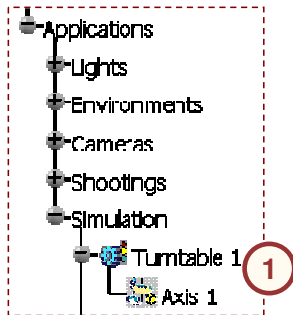 Applications
Lights
Environments
Cameras
Shootings
Simulation
Turntable 1
1
Axis 1